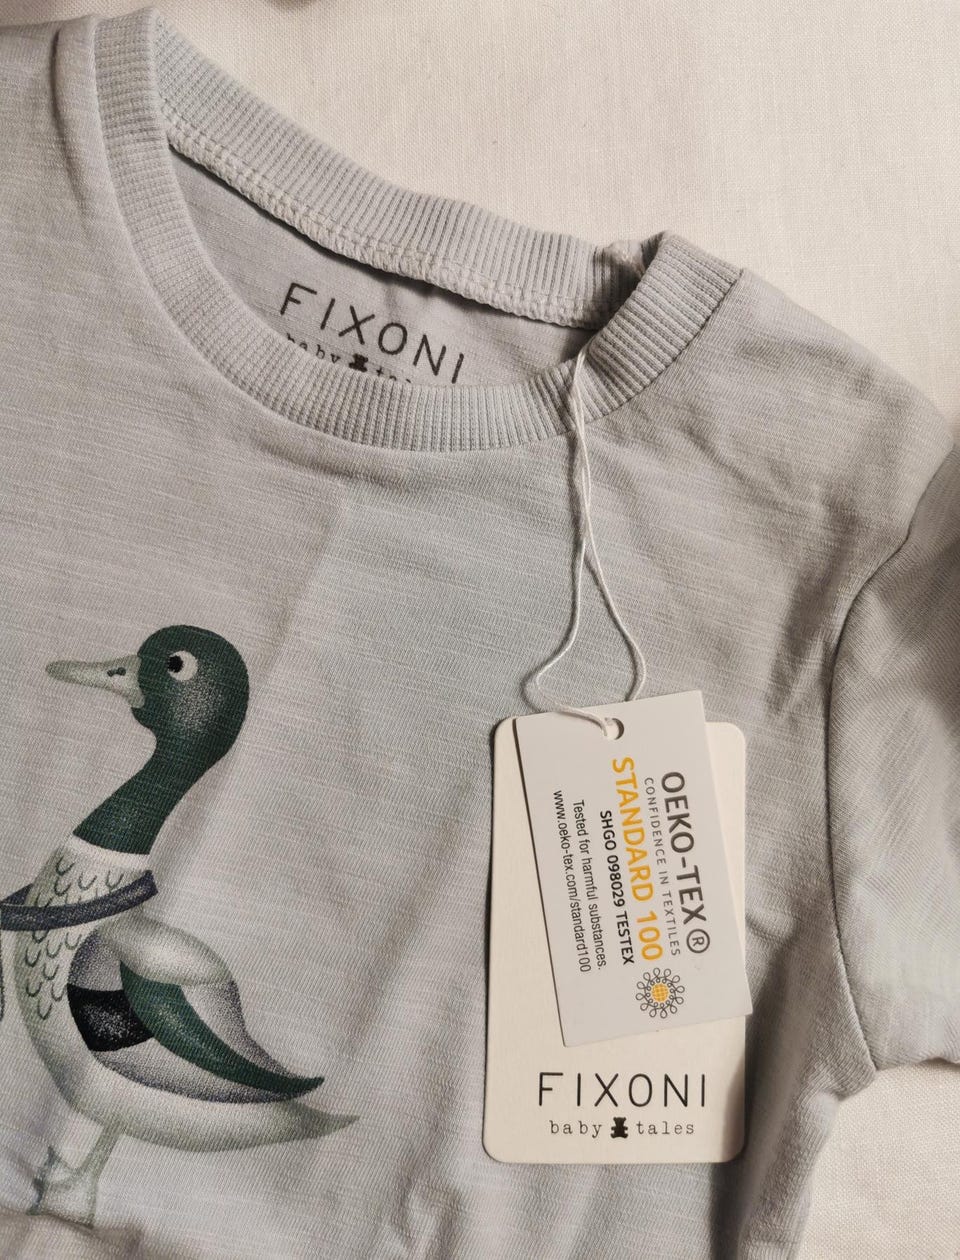 FIXONI
baby
OEKO-TEX®
CONFIDENCE IN TEXTILES
STANDARD 100
SHGO 098029 TESTEX
Tested for harmful substances.
www.oeko-tex.com/standard100
FIXONI
baby tales